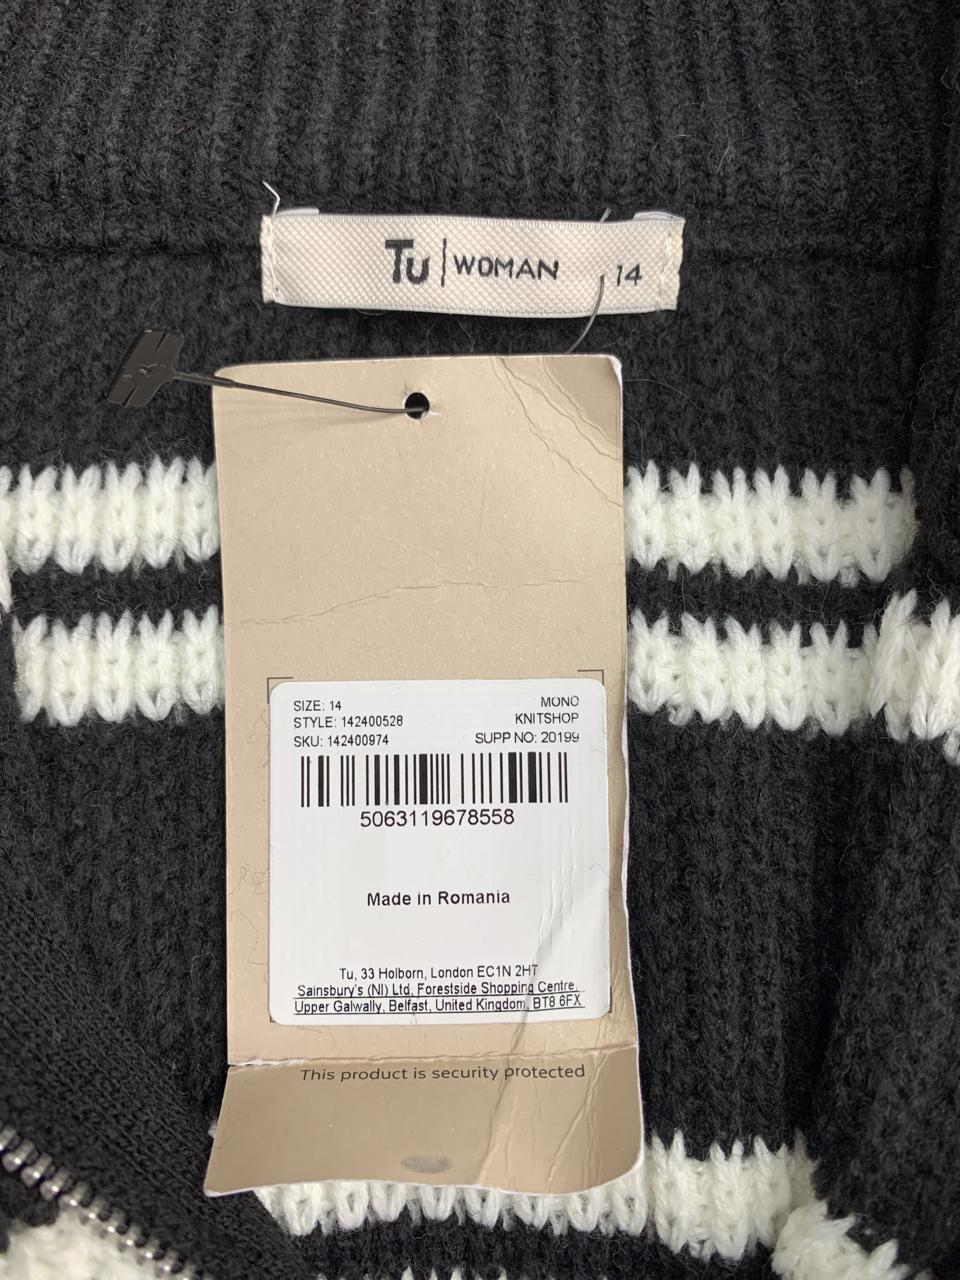 Tu | WOMAN 14
SIZE: 14 MONO
STYLE: 142400528 KNITSHOP
SKU: 142400974 SUPP NO: 20199
5063119678558
Made in Romania
Tu, 33 Holborn, London EC1N 2HT
Sainsbury's (NI) Ltd, Forestside Shopping Centre,
Upper Galwally, Belfast, United Kingdom, BT8 6FX
This product is security protected